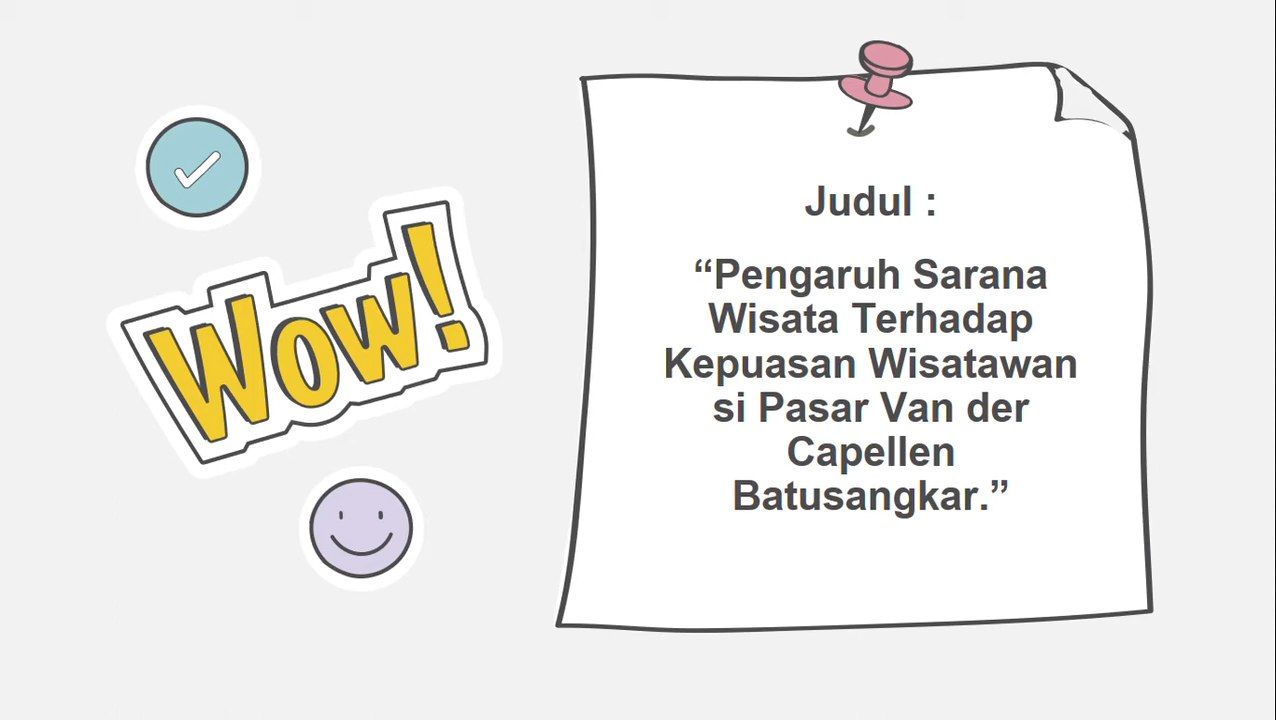 Wow!
Judul :
“Pengaruh Sarana
Wisata Terhadap
Kepuasan Wisatawan
si Pasar Van der
Capellen
Batusangkar.”